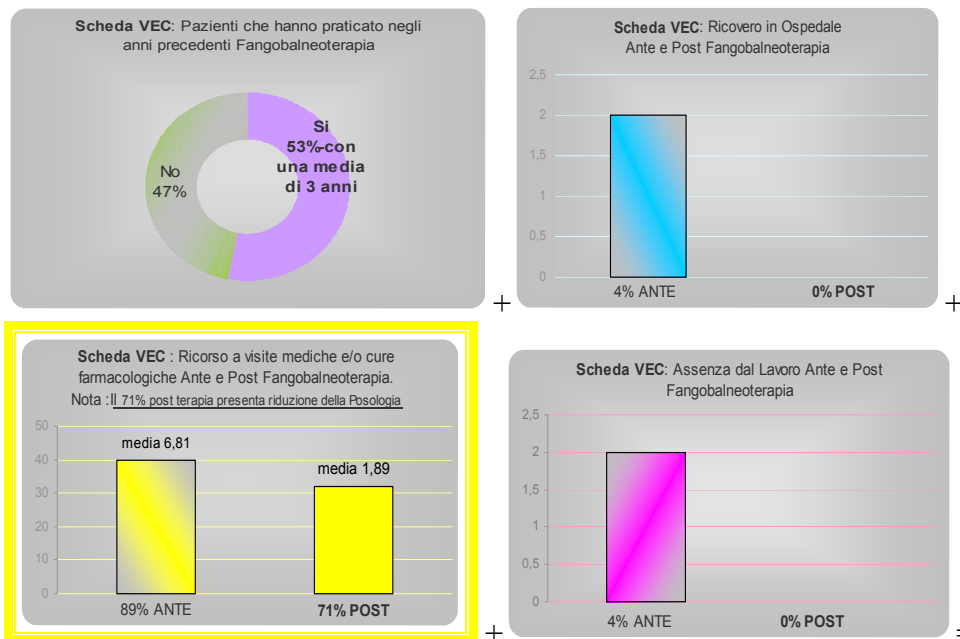 Scheda VEC: Pazienti che hanno praticato negli
anni precedenti Fangobalneoterapia
Si
53%-con
una media
di 3 anni
No
47%
+
Scheda VEC: Ricovero in Ospedale
Ante e Post Fangobalneoterapia
2,5
2
1,5
1
0,5
0
4% ANTE
0% POST
+
Scheda VEC : Ricorso a visite mediche e/o cure
farmacologiche Ante e Post Fangobalneoterapia.
Nota :Il 71% post terapia presenta riduzione della Posologia
50
40
30
20
10
0
media 6,81
media 1,89
89% ANTE
71% POST
+
Scheda VEC: Assenza dal Lavoro Ante e Post
Fangobalneoterapia
2,5
2
1,5
1
0,5
0
4% ANTE
0% POST